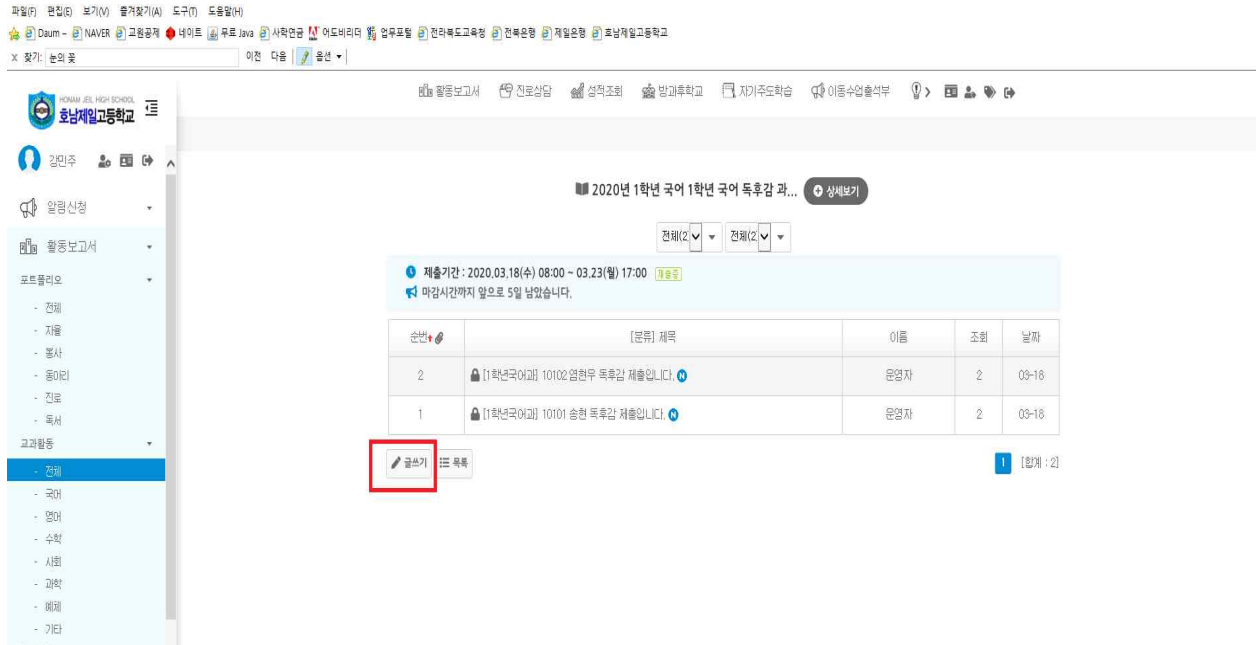 파일(F) 편집(E) 보기(V) 즐겨찾기(A) 도구(T) 도움말(H)
Daum - NAVER 교원공제 네이트 무료 Java 사학연금 어도비리더 업무포털 전라북도교육청 전북은행 제일은행 호남제일고등학교
x 찾기: 눈의 꽃 이전 다음 옵션
HONAM JEIL HIGH SCHOOL
호남제일고등학교
활동보고서 진로상담 성적조회 방과후학교 자기주도학습 이동수업출석부
강민주
알림신청
활동보고서
포트폴리오
- 전체
- 자율
- 봉사
- 동아리
- 진로
- 독서
교과활동
- 전체
- 국어
- 영어
- 수학
- 사회
- 과학
- 예체
- 기타
2020년 1학년 국어 1학년 국어 독후감 과... 상세보기
전체(2 전체(2
제출기간 : 2020.03.18(수) 08:00 ~ 03.23(월) 17:00 제출중
마감시간까지 앞으로 5일 남았습니다.
순번 [분류] 제목 이름 조회 날짜
2 [1학년국어과] 10102 염현우 독후감 제출입니다. N 운영자 2 03-18
1 [1학년국어과] 10101 송현 독후감 제출입니다. N 운영자 2 03-18
글쓰기 목록 1 [합계 : 2]